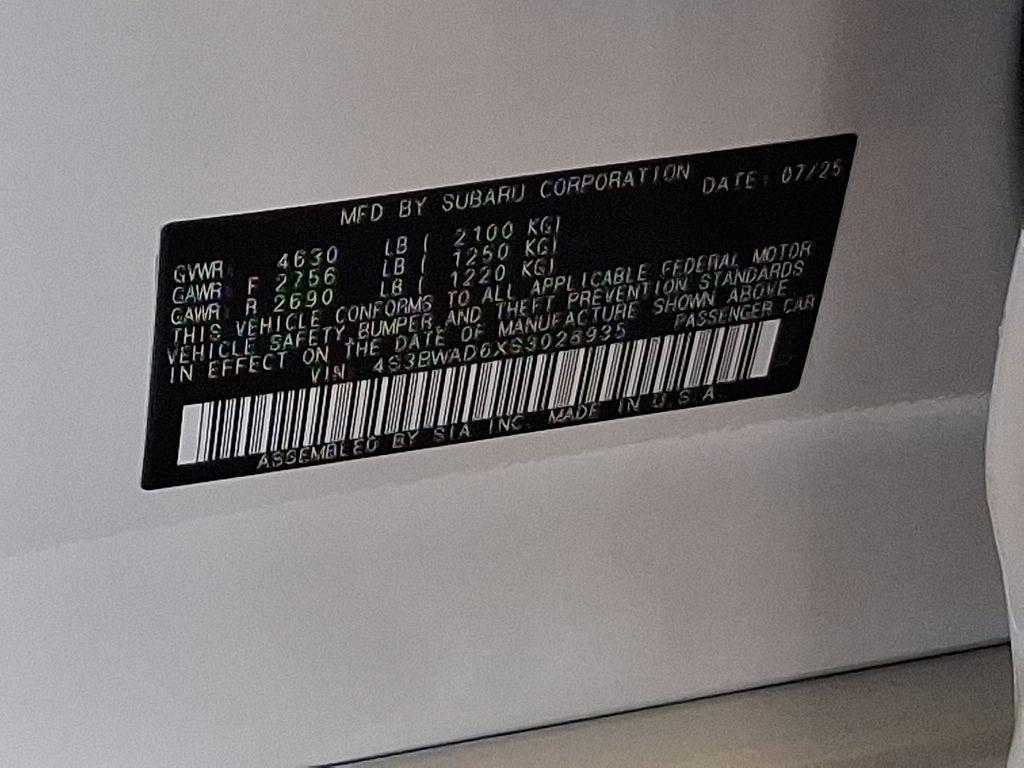 MFD BY SUBARU CORPORATION DATE: 07/25
GVWR: 4630 LB ( 2100 KG)
GAWR: F 2756 LB ( 1250 KG)
GAWR: R 2690 LB ( 1220 KG)
THIS VEHICLE CONFORMS TO ALL APPLICABLE FEDERAL MOTOR
VEHICLE SAFETY,BUMPER,AND THEFT PREVENTION STANDARDS
IN EFFECT ON THE DATE OF MANUFACTURE SHOWN ABOVE
VIN: 4S3BWAD6XS3028935 PASSENGER CAR
ASSEMBLED BY SIA INC. MADE IN U.S.A.